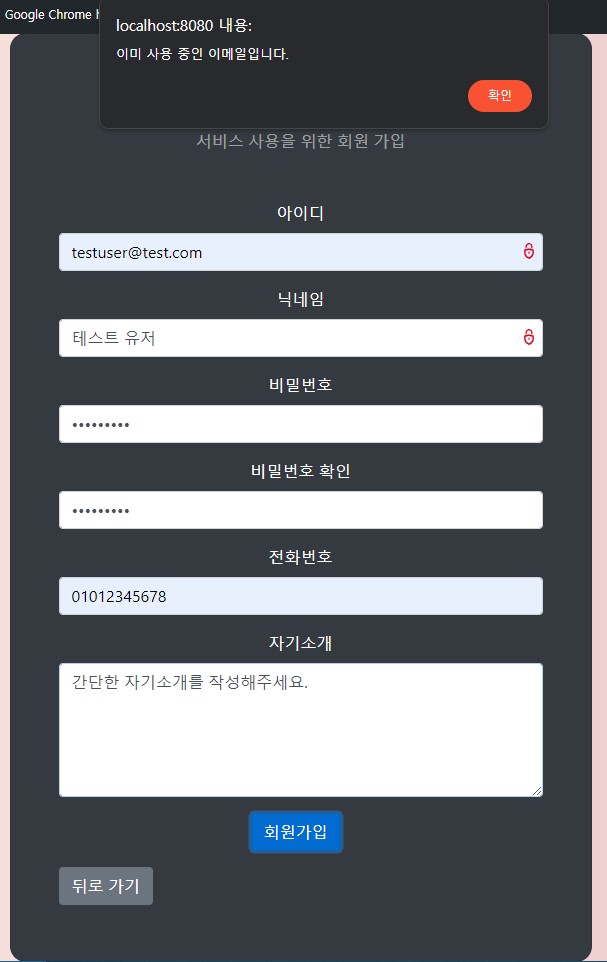 Google Chrome
localhost:8080 내용:
이미 사용 중인 이메일입니다.
확인
서비스 사용을 위한 회원 가입
아이디
testuser@test.com
닉네임
테스트 유저
비밀번호
•••••••••
비밀번호 확인
•••••••••
전화번호
01012345678
자기소개
간단한 자기소개를 작성해주세요.
회원가입
뒤로 가기